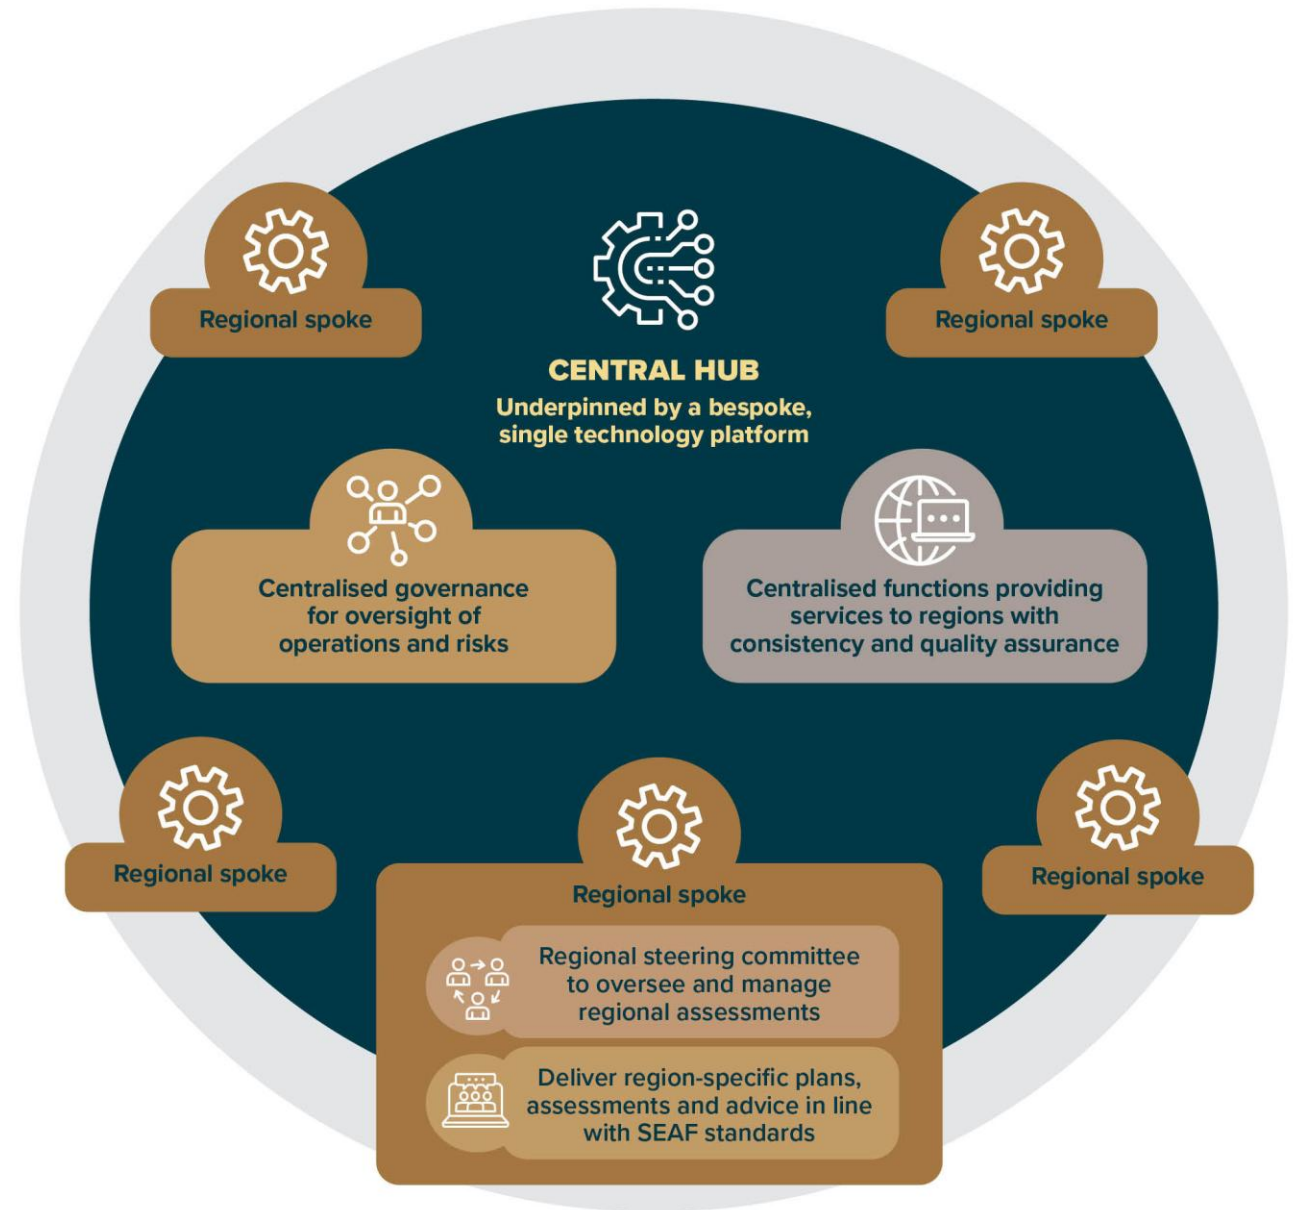 Regional spoke
Regional spoke
CENTRAL HUB
Underpinned by a bespoke,
single technology platform
Centralised governance
for oversight of
operations and risks
Centralised functions providing
services to regions with
consistency and quality assurance
Regional spoke
Regional spoke
Regional spoke
Regional steering committee
to oversee and manage
regional assessments
Deliver region-specific plans,
assessments and advice in line
with SEAF standards